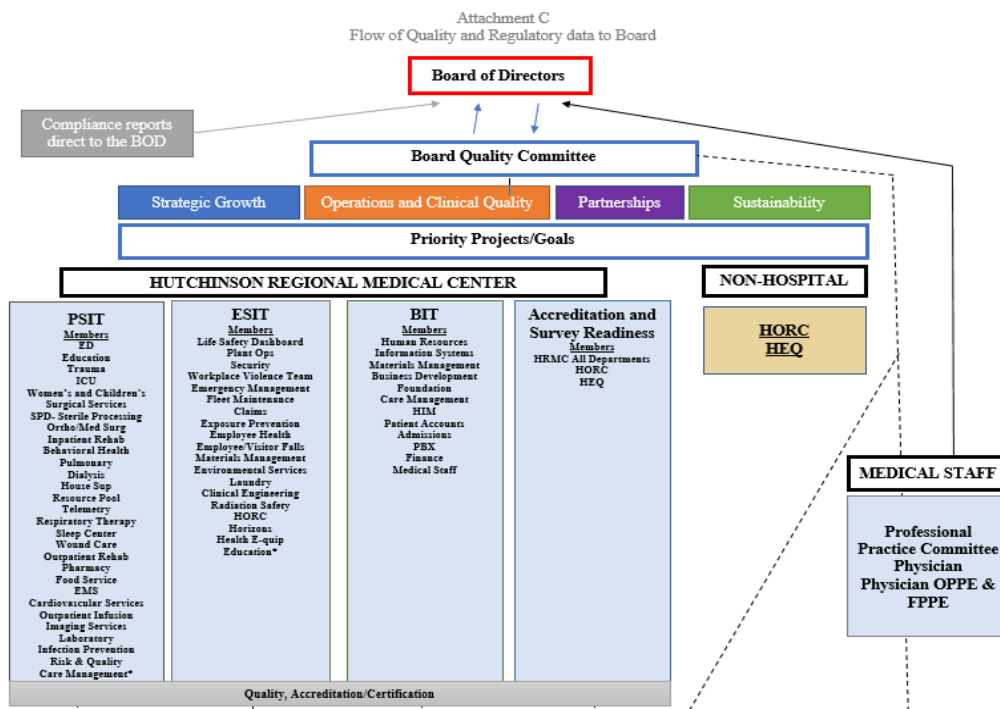 Attachment C
Flow of Quality and Regulatory data to Board
Board of Directors
Compliance reports
direct to the BOD
Board Quality Committee
Strategic Growth
Operations and Clinical Quality
Partnerships
Sustainability
Priority Projects/Goals
HUTCHINSON REGIONAL MEDICAL CENTER
NON-HOSPITAL
PSIT
Members
ED
Education
Trauma
ICU
Women's and Children's
Surgical Services
SPD- Sterile Processing
Ortho/Med Surg
Inpatient Rehab
Behavioral Health
Pulmonary
Dialysis
House Sup
Resource Pool
Telemetry
Respiratory Therapy
Sleep Center
Wound Care
Outpatient Rehab
Pharmacy
Food Service
EMS
Cardiovascular Services
Outpatient Infusion
Imaging Services
Laboratory
Infection Prevention
Risk & Quality
Care Management*
ESIT
Members
Life Safety Dashboard
Plant Ops
Security
Workplace Violence Team
Emergency Management
Fleet Maintenance
Claims
Exposure Prevention
Employee Health
Employee/Visitor Falls
Materials Management
Environmental Services
Laundry
Clinical Engineering
Radiation Safety
HORC
Horizons
Health E-quip
Education*
BIT
Members
Human Resources
Information Systems
Materials Management
Business Development
Foundation
Care Management
HIM
Patient Accounts
Admissions
PBX
Finance
Medical Staff
Accreditation and
Survey Readiness
Members
HRMC All Departments
HORC
HEQ
HORC
HEQ
MEDICAL STAFF
Professional
Practice Committee
Physician
Physician OPPE &
FPPE
Quality, Accreditation/Certification